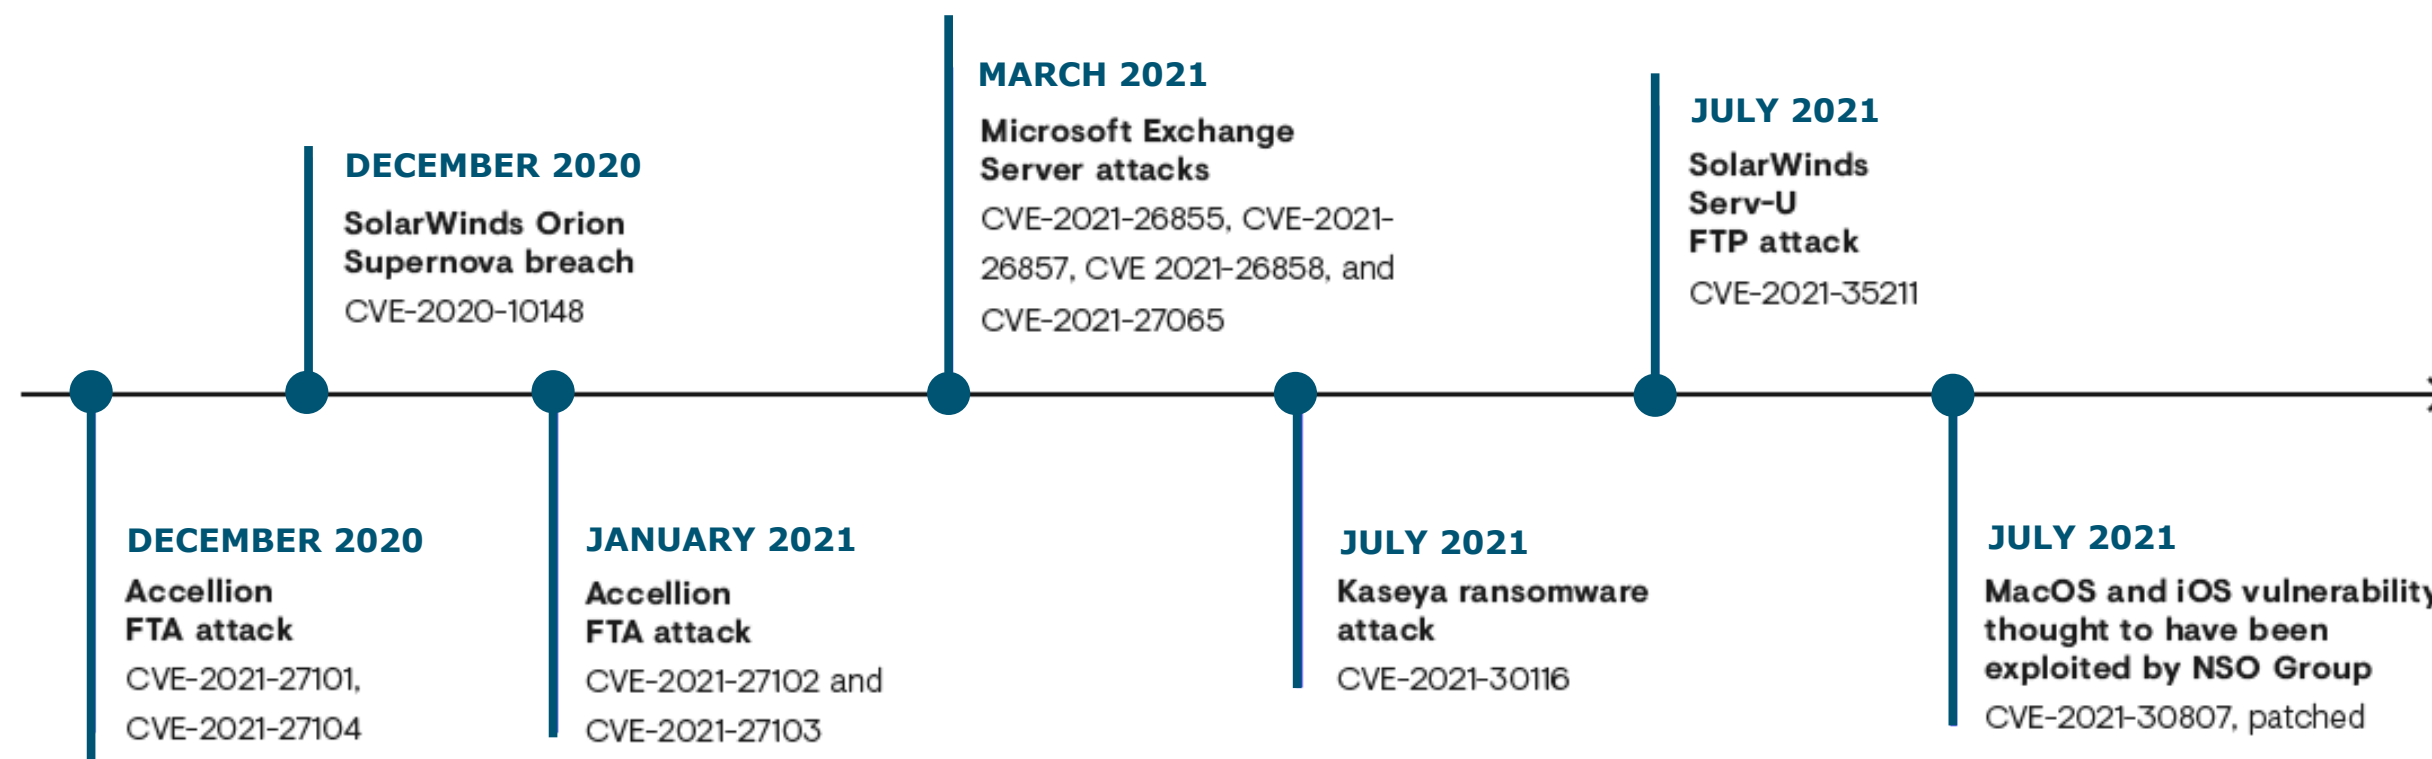 DECEMBER 2020
Accellion
FTA attack
CVE-2021-27101,
CVE-2021-27104
DECEMBER 2020
SolarWinds Orion
Supernova breach
CVE-2020-10148
JANUARY 2021
Accellion
FTA attack
CVE-2021-27102 and
CVE-2021-27103
MARCH 2021
Microsoft Exchange
Server attacks
CVE-2021-26855, CVE-2021-
26857, CVE 2021-26858, and
CVE-2021-27065
JULY 2021
Kaseya ransomware
attack
CVE-2021-30116
JULY 2021
SolarWinds
Serv-U
FTP attack
CVE-2021-35211
JULY 2021
MacOS and iOS vulnerability
thought to have been
exploited by NSO Group
CVE-2021-30807, patched